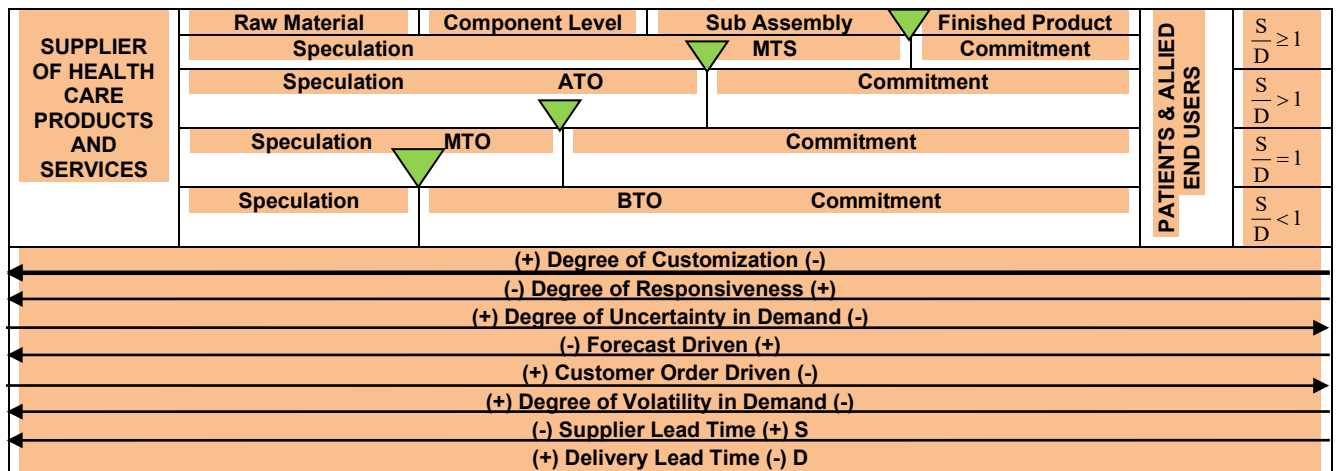 SUPPLIER
OF HEALTH
CARE
PRODUCTS
AND
SERVICES
Raw Material Component Level Sub Assembly Finished Product
Speculation MTS Commitment
Speculation ATO Commitment
Speculation MTO Commitment
Speculation BTO Commitment
PATIENTS & ALLIED
END USERS
S/D ≥ 1
S/D > 1
S/D = 1
S/D < 1
(+) Degree of Customization (-)
(-) Degree of Responsiveness (+)
(+) Degree of Uncertainty in Demand (-)
(-) Forecast Driven (+)
(+) Customer Order Driven (-)
(+) Degree of Volatility in Demand (-)
(-) Supplier Lead Time (+) S
(+) Delivery Lead Time (-) D